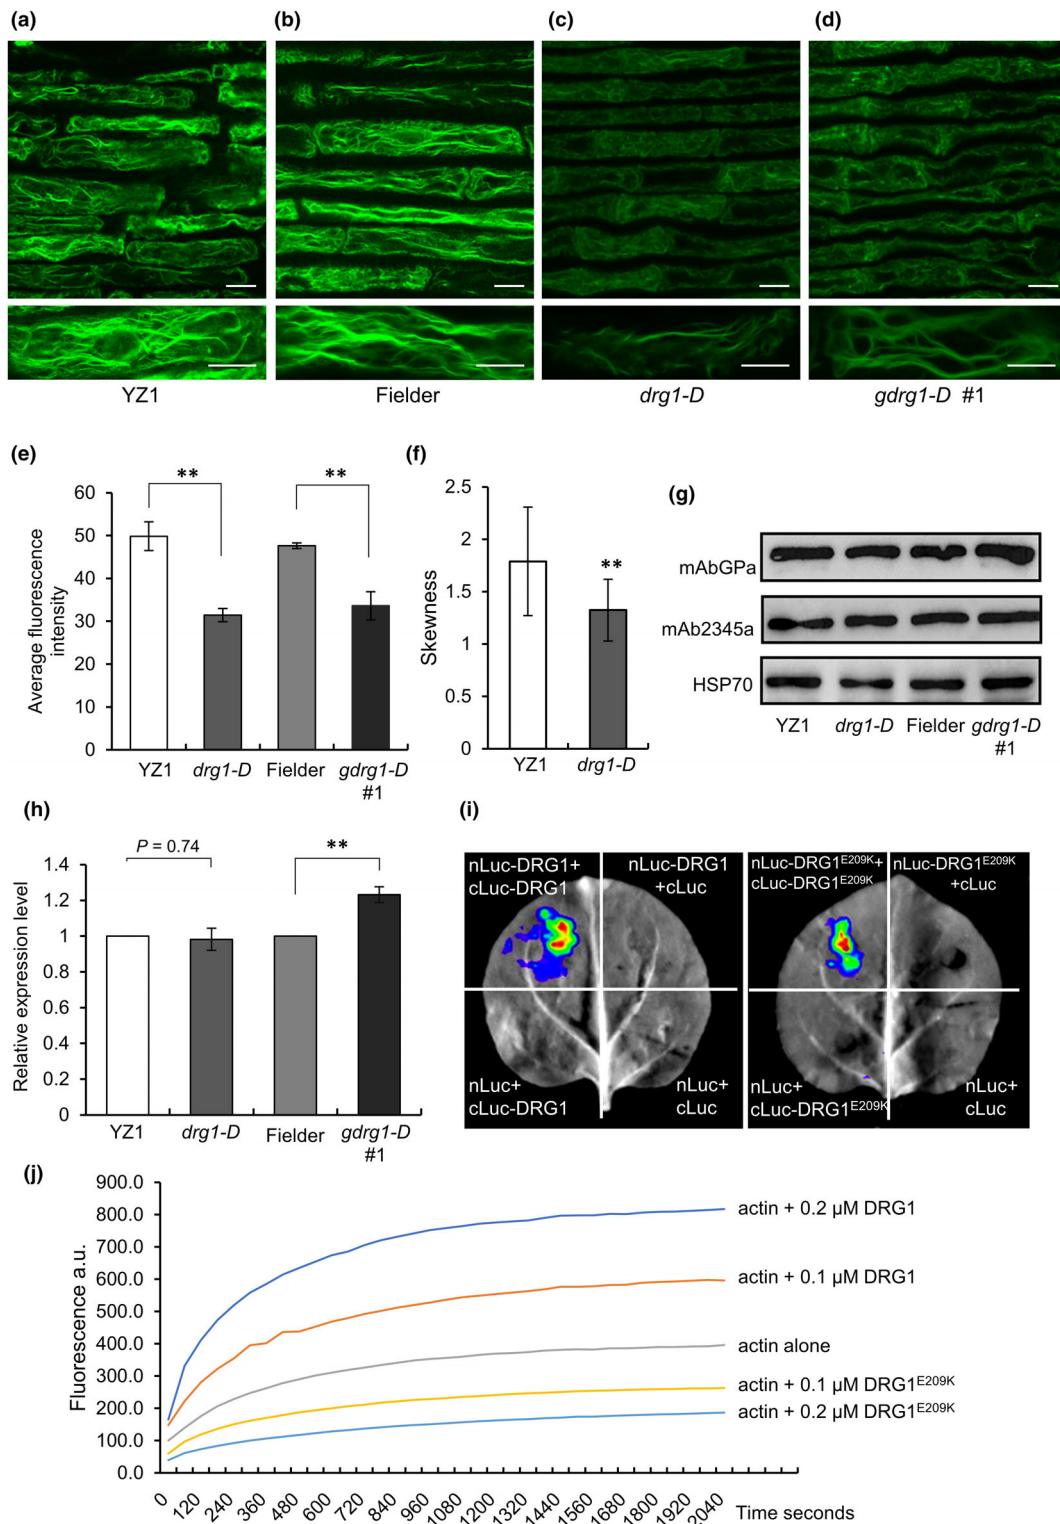 (a)
(b)
(c)
(d)
YZ1
Fielder
drg1-D
gdrg1-D #1
(e)
Average fluorescence
intensity
60
50
40
30
20
10
0
**
**
YZ1
drg1-D
Fielder
gdrg1-D
#1
(f)
Skewness
2.5
2
1.5
1
0.5
0
**
YZ1
drg1-D
(g)
mAbGPa
mAb2345a
HSP70
YZ1
drg1-D
Fielder
gdrg1-D
#1
(h)
Relative expression level
1.4
1.2
1
0.8
0.6
0.4
0.2
0
P = 0.74
**
YZ1
drg1-D
Fielder
gdrg1-D
#1
(i)
nLuc-DRG1+
cLuc-DRG1
nLuc-DRG1
+cLuc
nLuc+
cLuc-DRG1
nLuc+
cLuc
nLuc-DRG1E209K+
cLuc-DRG1E209K
nLuc-DRG1E209K
+cLuc
nLuc+
cLuc-DRG1E209K
nLuc+
cLuc
(j)
Fluorescence a.u.
900.0
800.0
700.0
600.0
500.0
400.0
300.0
200.0
100.0
0.0
actin + 0.2 µM DRG1
actin + 0.1 µM DRG1
actin alone
actin + 0.1 µM DRG1E209K
actin + 0.2 µM DRG1E209K
0 120 240 360 480 600 720 840 960 1080 1200 1320 1440 1560 1680 1800 1920 2040
Time seconds